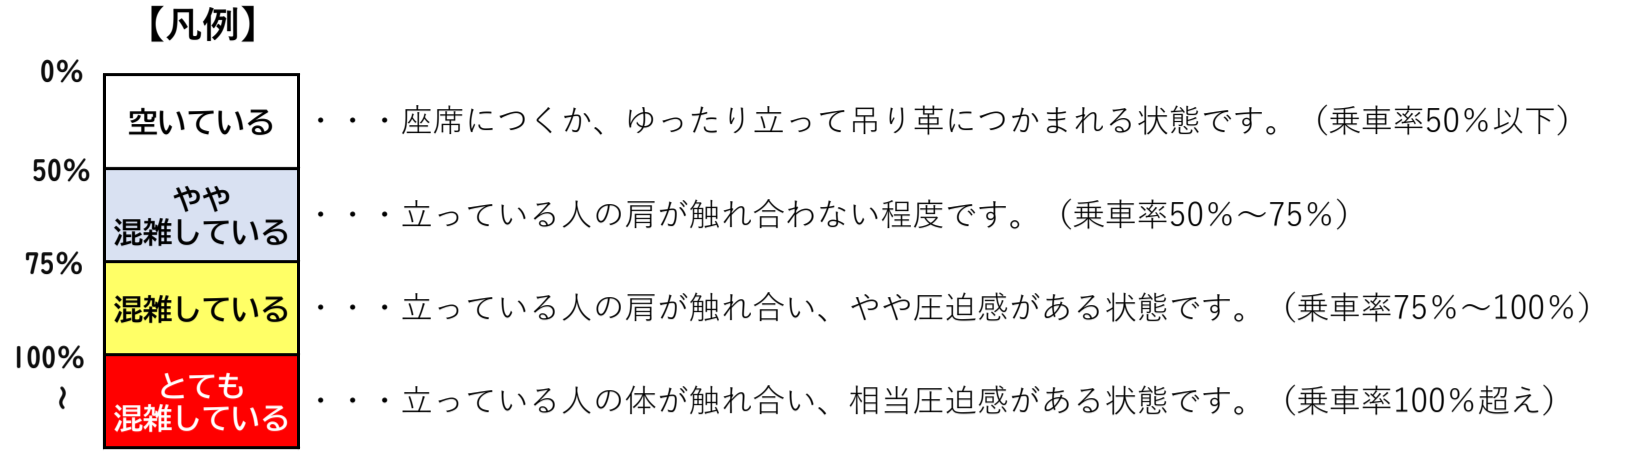 【凡例】
0%
空いている ・・・座席につくか、ゆったり立って吊り革につかまれる状態です。（乗車率50％以下）
50%
やや
混雑している ・・・立っている人の肩が触れ合わない程度です。（乗車率50％～75％）
75%
混雑している ・・・立っている人の肩が触れ合い、やや圧迫感がある状態です。（乗車率75％～100％）
100%
～
とても
混雑している ・・・立っている人の体が触れ合い、相当圧迫感がある状態です。（乗車率100％超え）